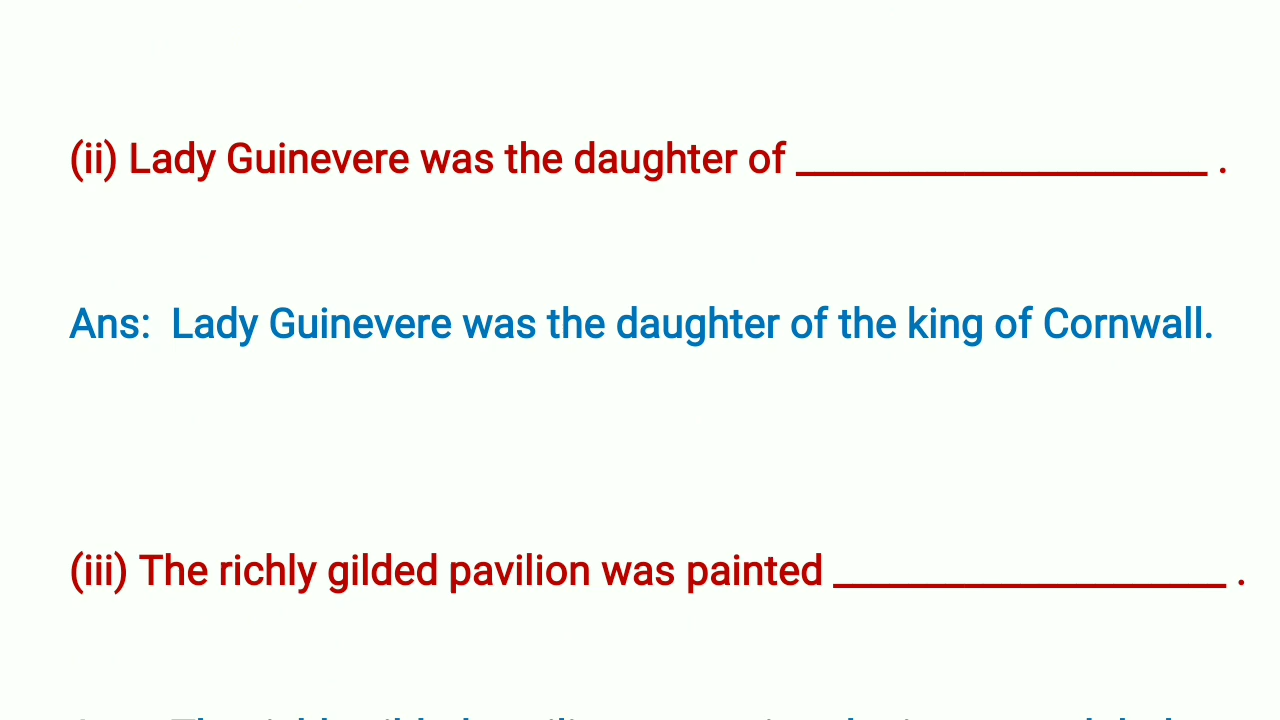 (ii) Lady Guinevere was the daughter of ____________________ .
Ans:  Lady Guinevere was the daughter of the king of Cornwall.
(iii) The richly gilded pavilion was painted ___________________ .